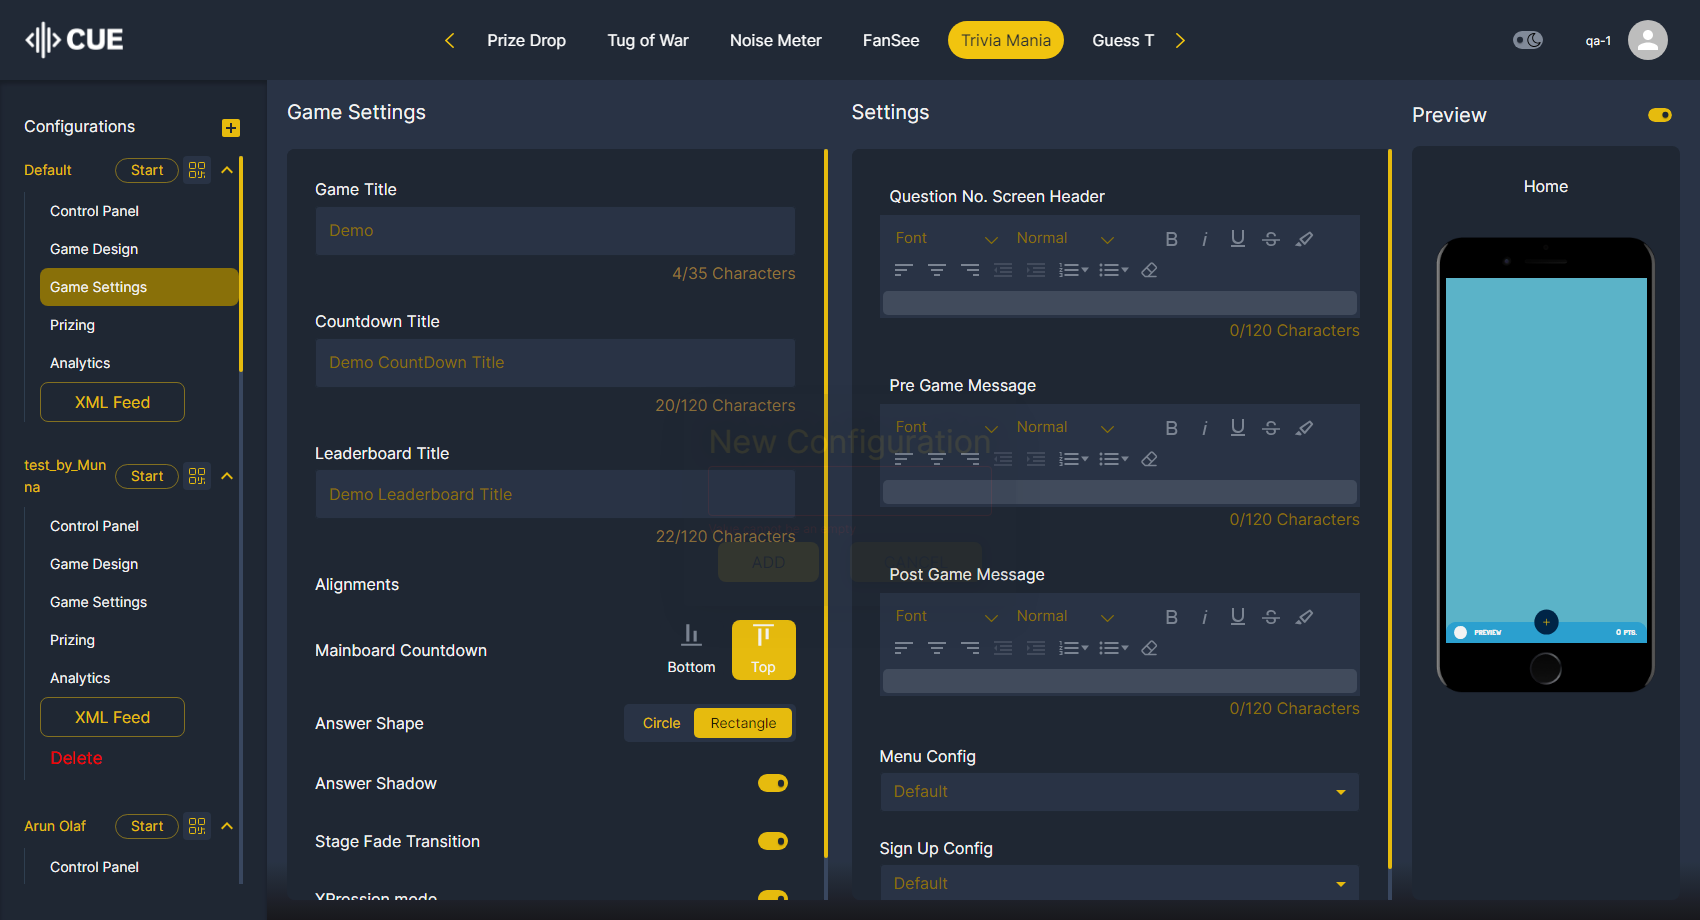 CUE
Prize Drop
Tug of War
Noise Meter
FanSee
Trivia Mania
Guess T
qa-1
Configurations
Default
Start
Control Panel
Game Design
Game Settings
Prizing
Analytics
XML Feed
test_by_Mun
na
Start
Control Panel
Game Design
Game Settings
Prizing
Analytics
XML Feed
Delete
Arun Olaf
Start
Control Panel
Game Settings
Game Title
Demo
4/35 Characters
Countdown Title
Demo CountDown Title
20/120 Characters
Leaderboard Title
Demo Leaderboard Title
22/120 Characters
Alignments
Mainboard Countdown
Bottom
Top
Answer Shape
Circle
Rectangle
Answer Shadow
Stage Fade Transition
XPression mode
New Configuration
ADD
CANCEL
Settings
Question No. Screen Header
Font
Normal
0/120 Characters
Pre Game Message
Font
Normal
0/120 Characters
Post Game Message
Font
Normal
0/120 Characters
Menu Config
Default
Sign Up Config
Default
Preview
Home
PREVIEW
0 PTS.